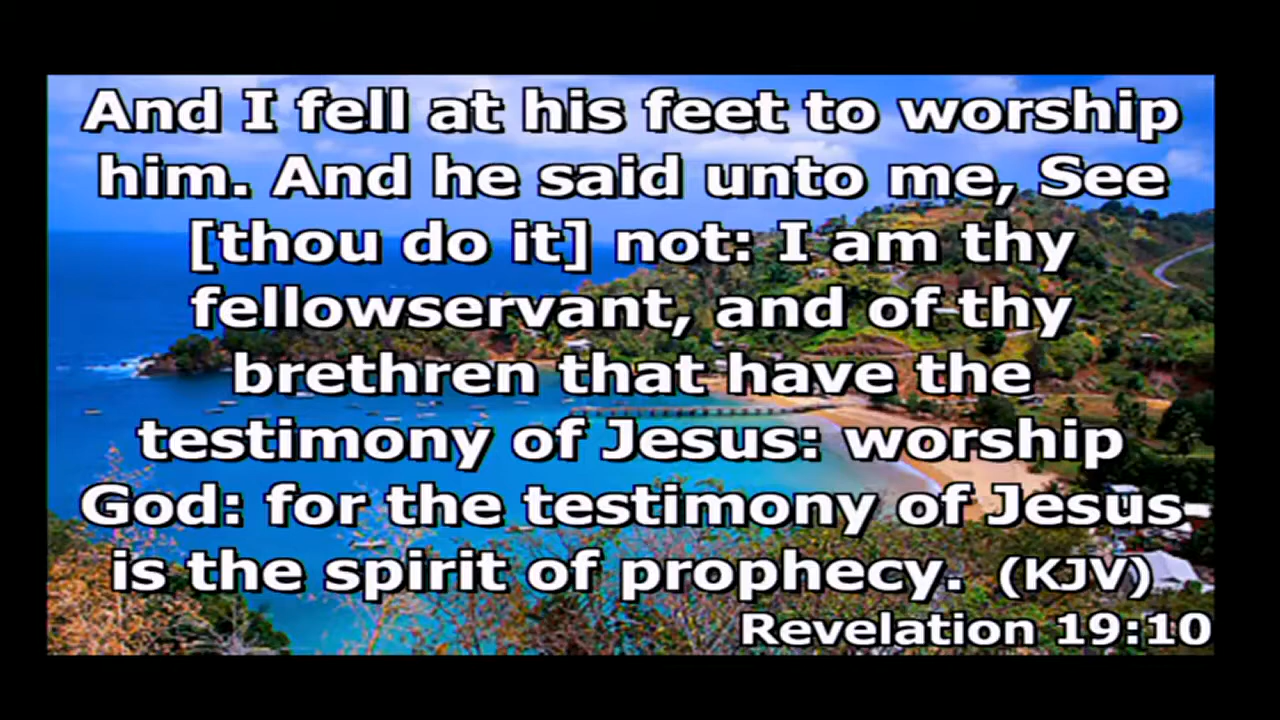 And I fell at his feet to worship
him. And he said unto me, See
[thou do it] not: I am thy
fellowservant, and of thy
brethren that have the
testimony of Jesus: worship
God: for the testimony of Jesus
is the spirit of prophecy. (KJV)
Revelation 19:10